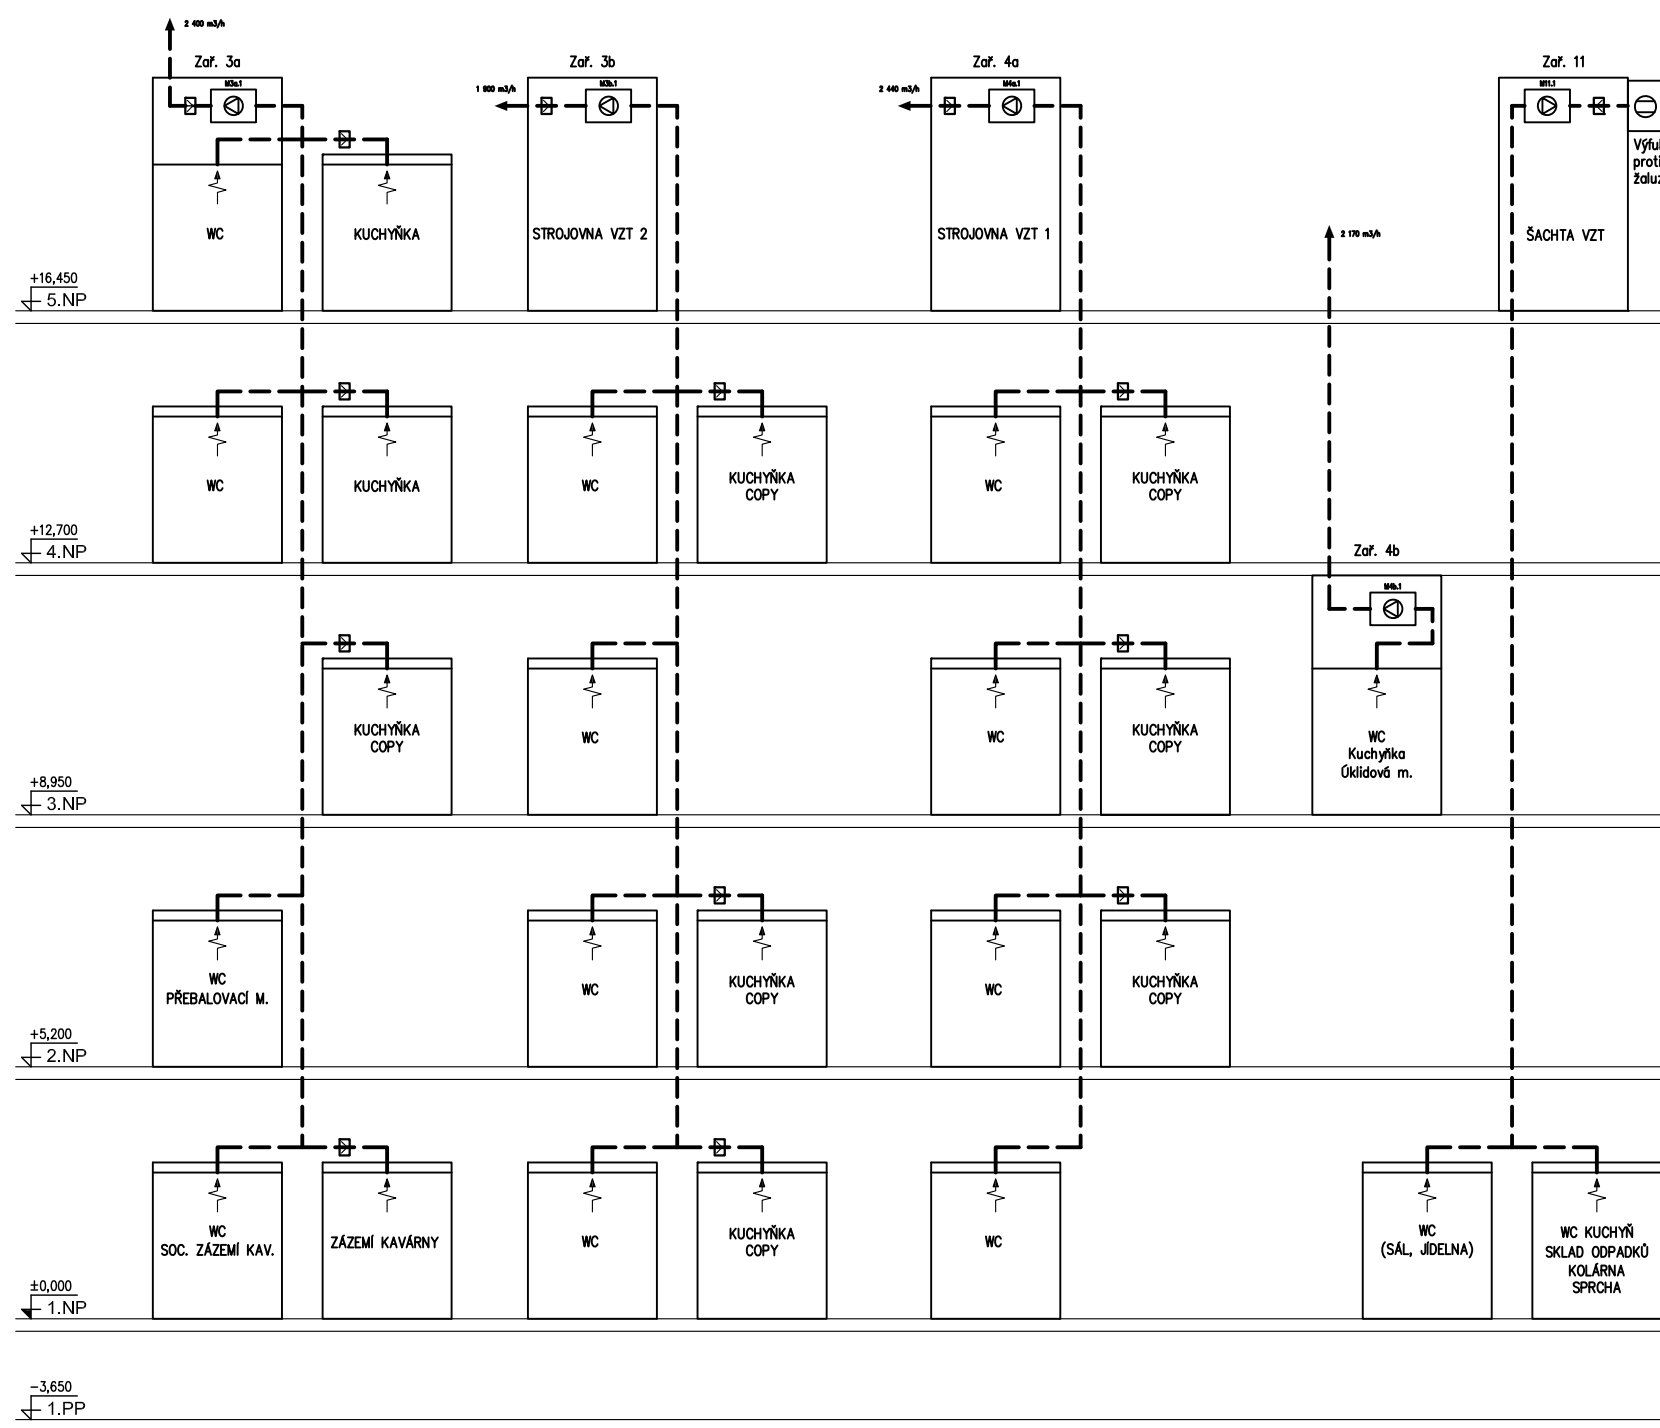 2 400 m3/h
Zař. 3a
Zař. 3b
Zař. 4a
Zař. 11
M3a.1
M3b.1
M4a.1
M11.1
1 900 m3/h
2 440 m3/h
WC
KUCHYŇKA
STROJOVNA VZT 2
STROJOVNA VZT 1
2 170 m3/h
ŠACHTA VZT
+16,450
5.NP
WC
KUCHYŇKA
WC
KUCHYŇKA
COPY
WC
KUCHYŇKA
COPY
+12,700
4.NP
Zař. 4b
M4b.1
KUCHYŇKA
COPY
WC
WC
KUCHYŇKA
COPY
WC
Kuchyňka
Úklidová m.
+8,950
3.NP
WC
PŘEBALOVACÍ M.
WC
KUCHYŇKA
COPY
WC
KUCHYŇKA
COPY
+5,200
2.NP
WC
SOC. ZÁZEMÍ KAV.
ZÁZEMÍ KAVÁRNY
WC
KUCHYŇKA
COPY
WC
WC
(SÁL, JÍDELNA)
WC KUCHYŇ
SKLAD ODPADKŮ
KOLÁRNA
SPRCHA
±0,000
1.NP
-3,650
1.PP